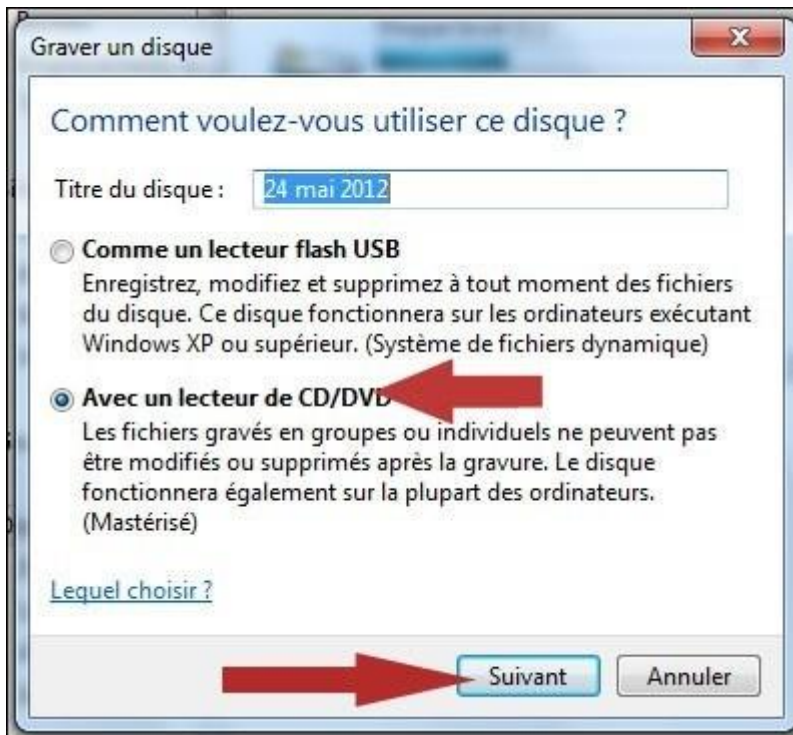 Graver un disque
Comment voulez-vous utiliser ce disque ?
Titre du disque : 24 mai 2012
Comme un lecteur flash USB
Enregistrez, modifiez et supprimez à tout moment des fichiers
du disque. Ce disque fonctionnera sur les ordinateurs exécutant
Windows XP ou supérieur. (Système de fichiers dynamique)
Avec un lecteur de CD/DVD
Les fichiers gravés en groupes ou individuels ne peuvent pas
être modifiés ou supprimés après la gravure. Le disque
fonctionnera également sur la plupart des ordinateurs.
(Mastérisé)
Lequel choisir ?
Suivant Annuler